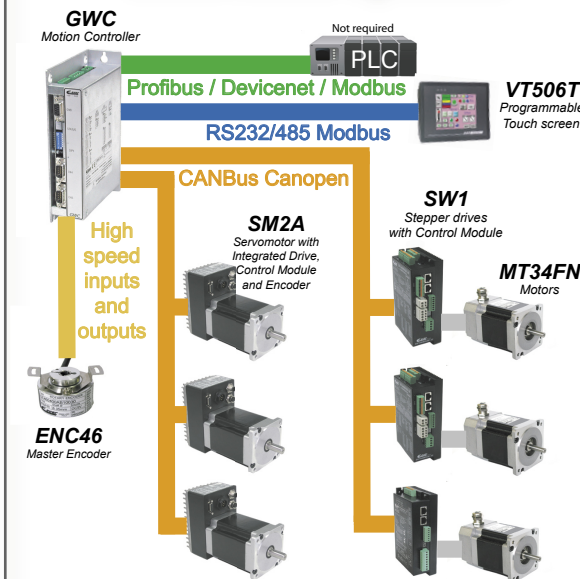 GWC
Motion Controller
Not required
PLC
Profibus / Devicenet / Modbus
VT506T
Programmable
Touch screen
RS232/485 Modbus
CANBus Canopen
High
speed
inputs
and
outputs
SM2A
Servomotor with
Integrated Drive,
Control Module
and Encoder
SW1
Stepper drives
with Control Module
MT34FN
Motors
ENC46
Master Encoder